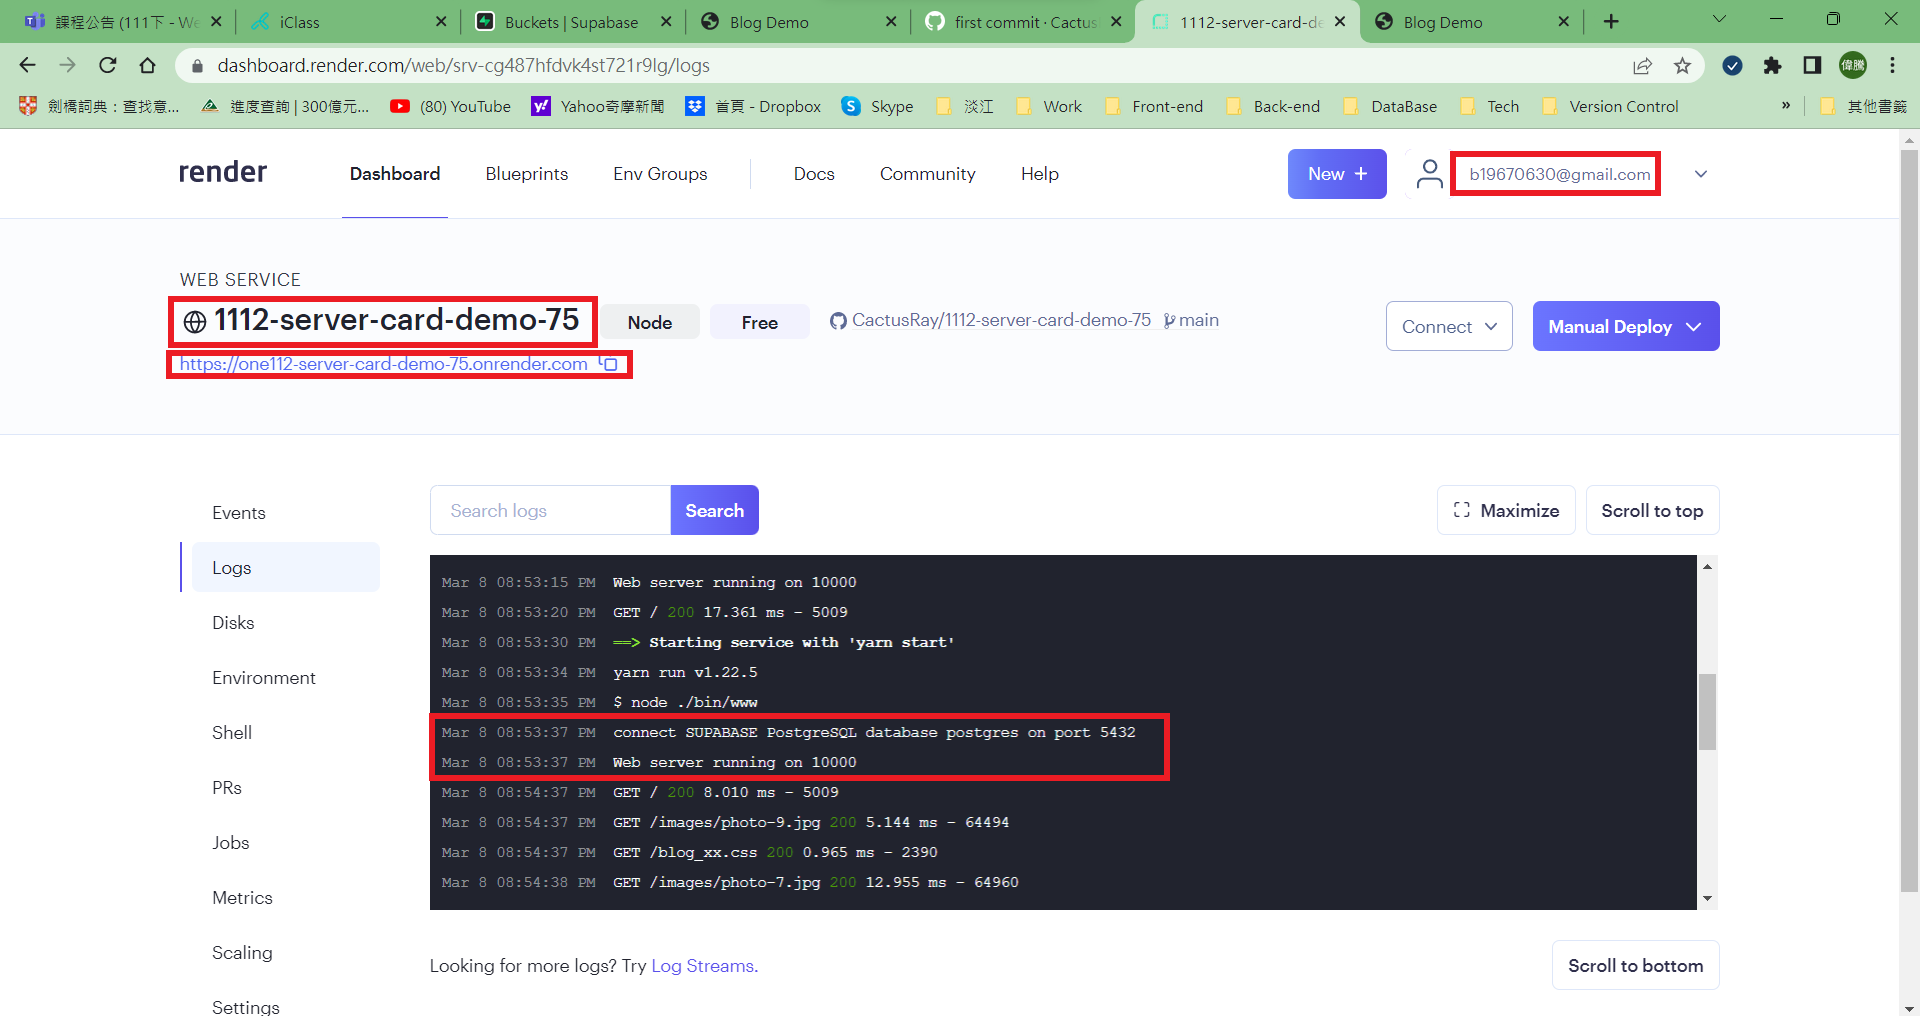 課程公告 (111下 - We
iClass
Buckets | Supabase
Blog Demo
first commit · Cactus
1112-server-card-de
Blog Demo
dashboard.render.com/web/srv-cg487hfdvk4st721r9lg/logs
偉騰
劍橋詞典：查找意...
進度查詢 | 300億元...
(80) YouTube
Yahoo奇摩新聞
首頁 - Dropbox
Skype
淡江
Work
Front-end
Back-end
DataBase
Tech
Version Control
»
其他書籤
render
Dashboard
Blueprints
Env Groups
Docs
Community
Help
New +
b19670630@gmail.com
WEB SERVICE
1112-server-card-demo-75
Node
Free
CactusRay/1112-server-card-demo-75
main
Connect
Manual Deploy
https://one112-server-card-demo-75.onrender.com
Events
Logs
Disks
Environment
Shell
PRs
Jobs
Metrics
Scaling
Settings
Search logs
Search
Maximize
Scroll to top
Mar 8 08:53:15 PM Web server running on 10000
Mar 8 08:53:20 PM GET / 200 17.361 ms - 5009
Mar 8 08:53:30 PM ==> Starting service with 'yarn start'
Mar 8 08:53:34 PM yarn run v1.22.5
Mar 8 08:53:35 PM $ node ./bin/www
Mar 8 08:53:37 PM connect SUPABASE PostgreSQL database postgres on port 5432
Mar 8 08:53:37 PM Web server running on 10000
Mar 8 08:54:37 PM GET / 200 8.010 ms - 5009
Mar 8 08:54:37 PM GET /images/photo-9.jpg 200 5.144 ms - 64494
Mar 8 08:54:37 PM GET /blog_xx.css 200 0.965 ms - 2390
Mar 8 08:54:38 PM GET /images/photo-7.jpg 200 12.955 ms - 64960
Looking for more logs? Try Log Streams.
Scroll to bottom